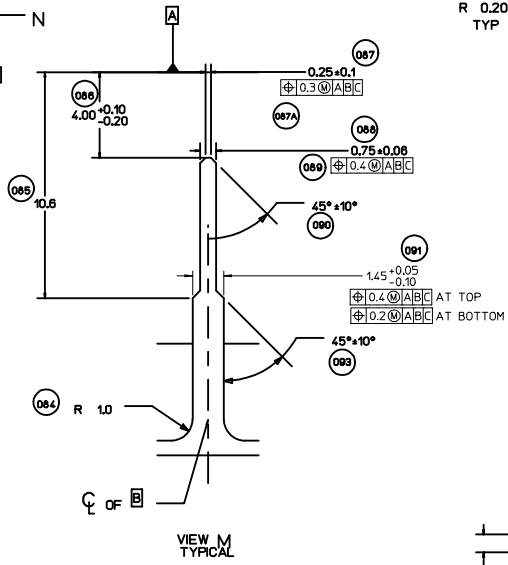 N
R 0.20
TYP
A
087
0.25±0.1
⌖ 0.3 Ⓜ A B C
086
4.00 +0.10
-0.20
087A
088
0.75±0.06
089
⌖ 0.4 Ⓜ A B C
085
10.6
45°±10°
090
091
1.45 +0.05
-0.10
⌖ 0.4 Ⓜ A B C AT TOP
⌖ 0.2 Ⓜ A B C AT BOTTOM
45°±10°
093
084
R 1.0
℄ OF B
VIEW M
TYPICAL